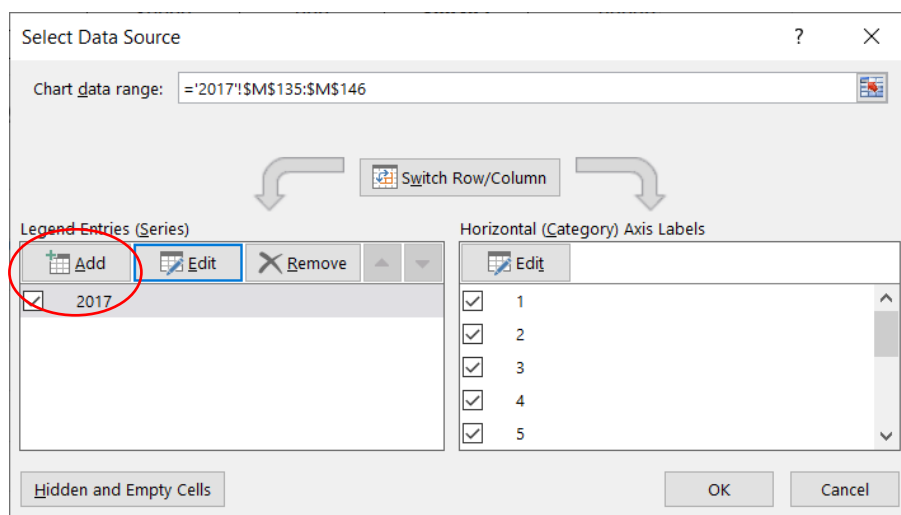 Select Data Source
?
Chart data range: ='2017'!$M$135:$M$146
Switch Row/Column
Legend Entries (Series)
Horizontal (Category) Axis Labels
Add Edit Remove
Edit
2017
1
2
3
4
5
Hidden and Empty Cells
OK
Cancel